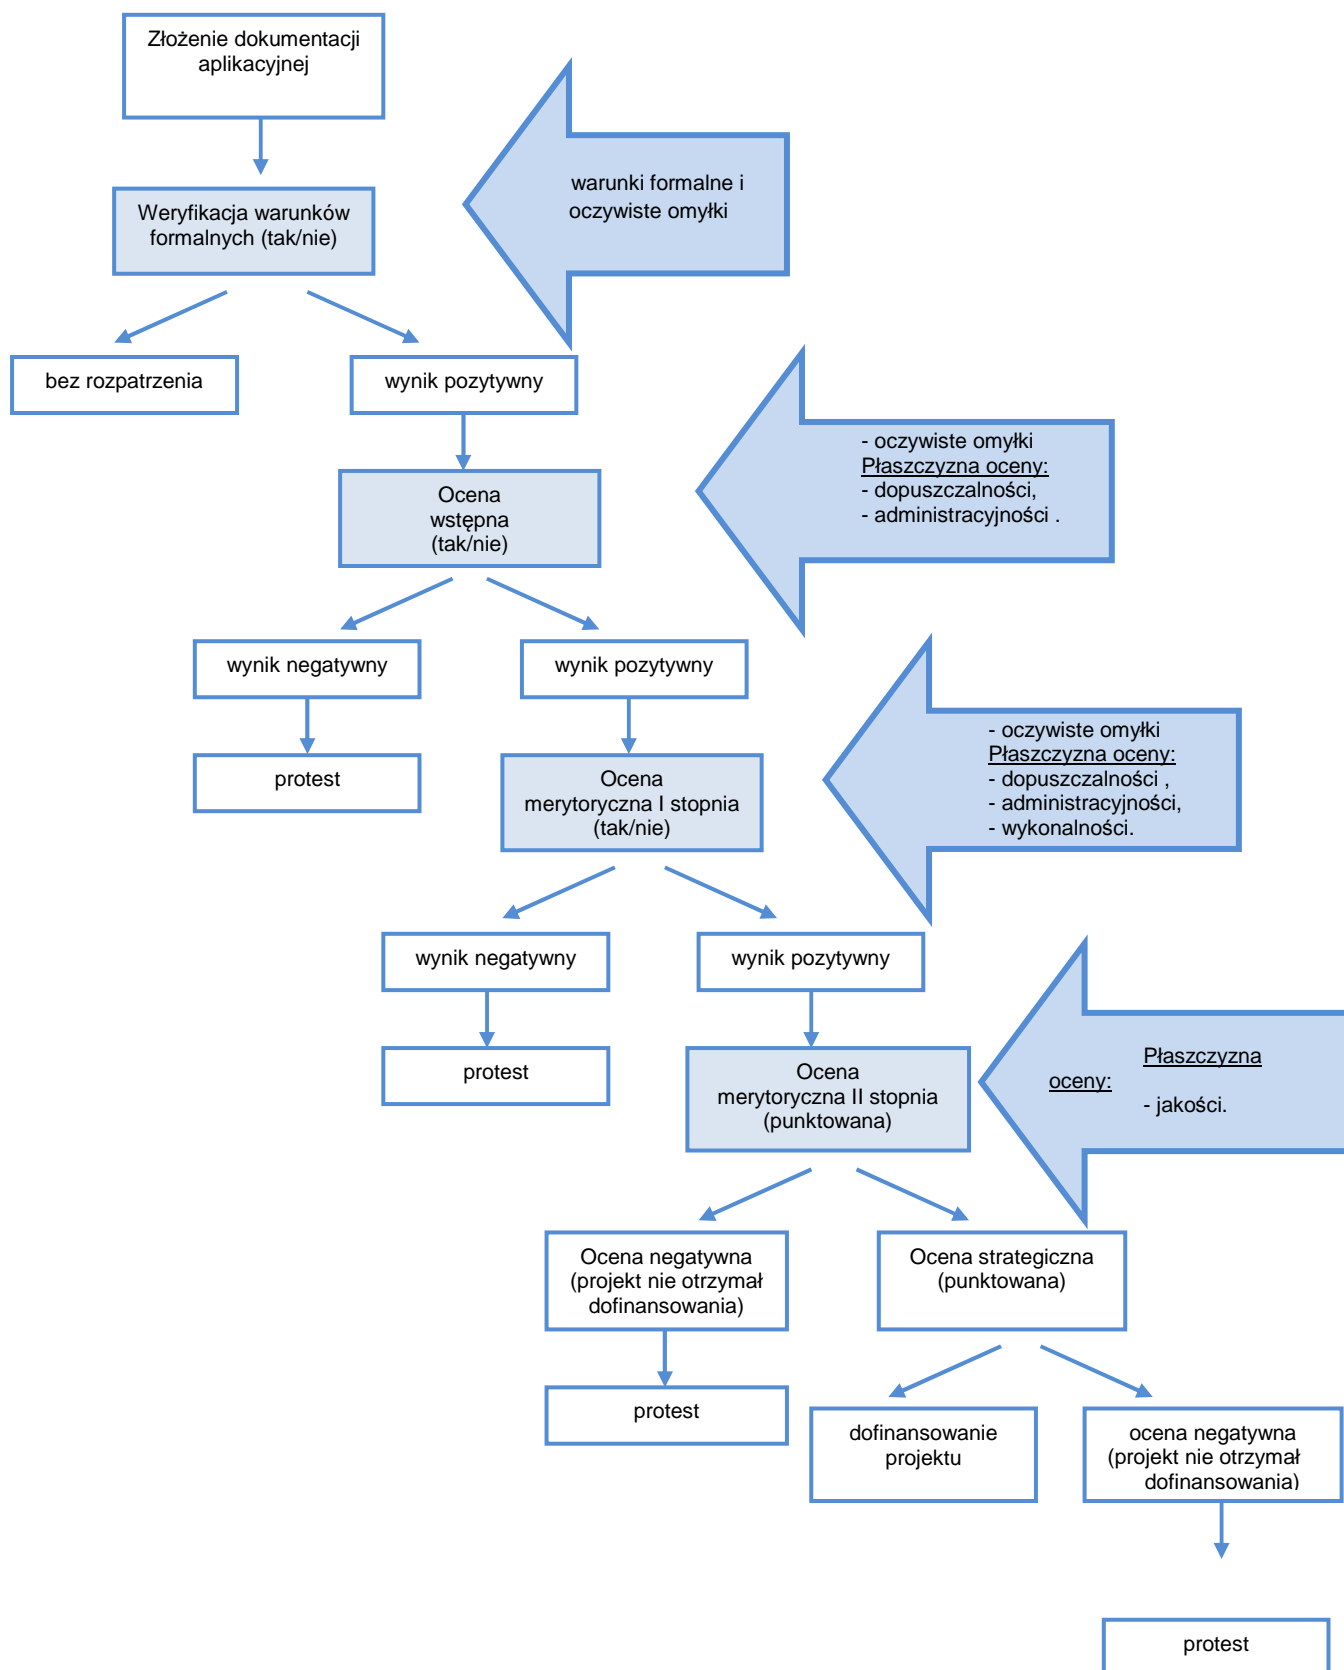 Złożenie dokumentacji
aplikacyjnej
warunki formalne i
oczywiste omyłki
Weryfikacja warunków
formalnych (tak/nie)
bez rozpatrzenia
wynik pozytywny
- oczywiste omyłki
Płaszczyzna oceny:
- dopuszczalności,
- administracyjności .
Ocena
wstępna
(tak/nie)
wynik negatywny
wynik pozytywny
- oczywiste omyłki
Płaszczyzna oceny:
- dopuszczalności ,
- administracyjności,
- wykonalności.
protest
Ocena
merytoryczna I stopnia
(tak/nie)
wynik negatywny
wynik pozytywny
Płaszczyzna
oceny:
- jakości.
protest
Ocena
merytoryczna II stopnia
(punktowana)
Ocena negatywna
(projekt nie otrzymał
dofinansowania)
Ocena strategiczna
(punktowana)
protest
dofinansowanie
projektu
ocena negatywna
(projekt nie otrzymał
dofinansowania)
protest